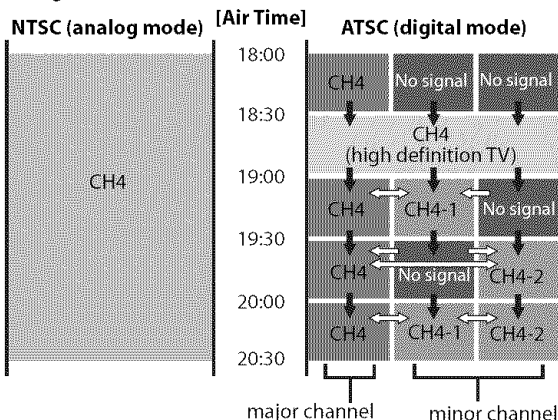 NTSC (analog mode) [Air Time] ATSC (digital mode)
18:00
CH4 No signal No signal
18:30
CH4
(high definition TV)
CH4
19:00
CH4 CH4-1 No signal
19:30
CH4 No signal CH4-2
20:00
CH4 CH4-1 CH4-2
20:30
major channel minor channel